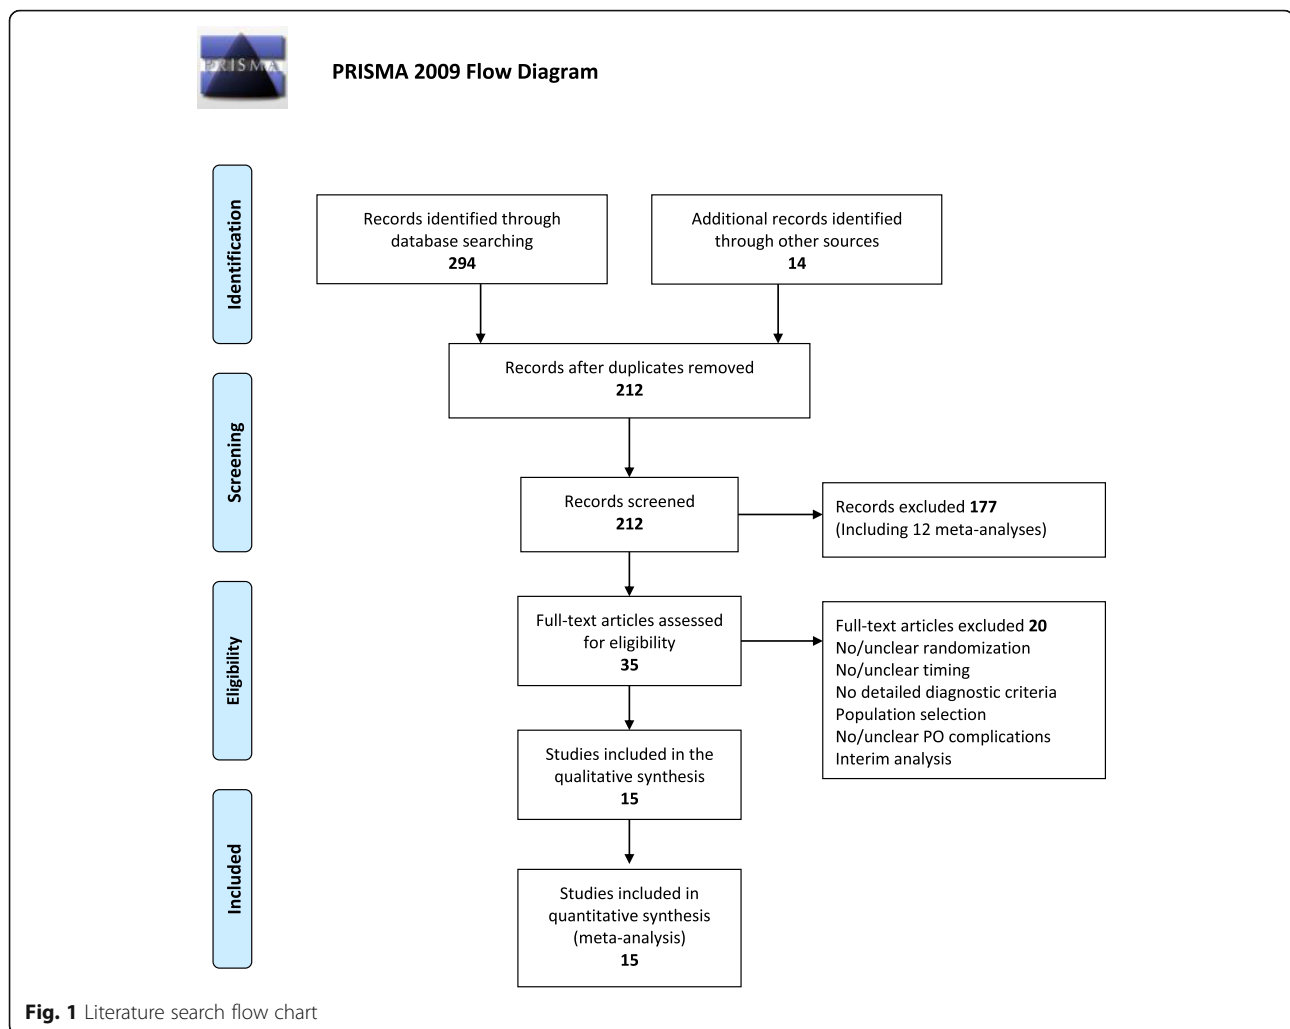 PRISMA
PRISMA 2009 Flow Diagram
Identification
Records identified through
database searching
294
Additional records identified
through other sources
14
Records after duplicates removed
212
Screening
Records screened
212
Records excluded 177
(Including 12 meta-analyses)
Eligibility
Full-text articles assessed
for eligibility
35
Full-text articles excluded 20
No/unclear randomization
No/unclear timing
No detailed diagnostic criteria
Population selection
No/unclear PO complications
Interim analysis
Studies included in the
qualitative synthesis
15
Included
Studies included in
quantitative synthesis
(meta-analysis)
15
Fig. 1 Literature search flow chart